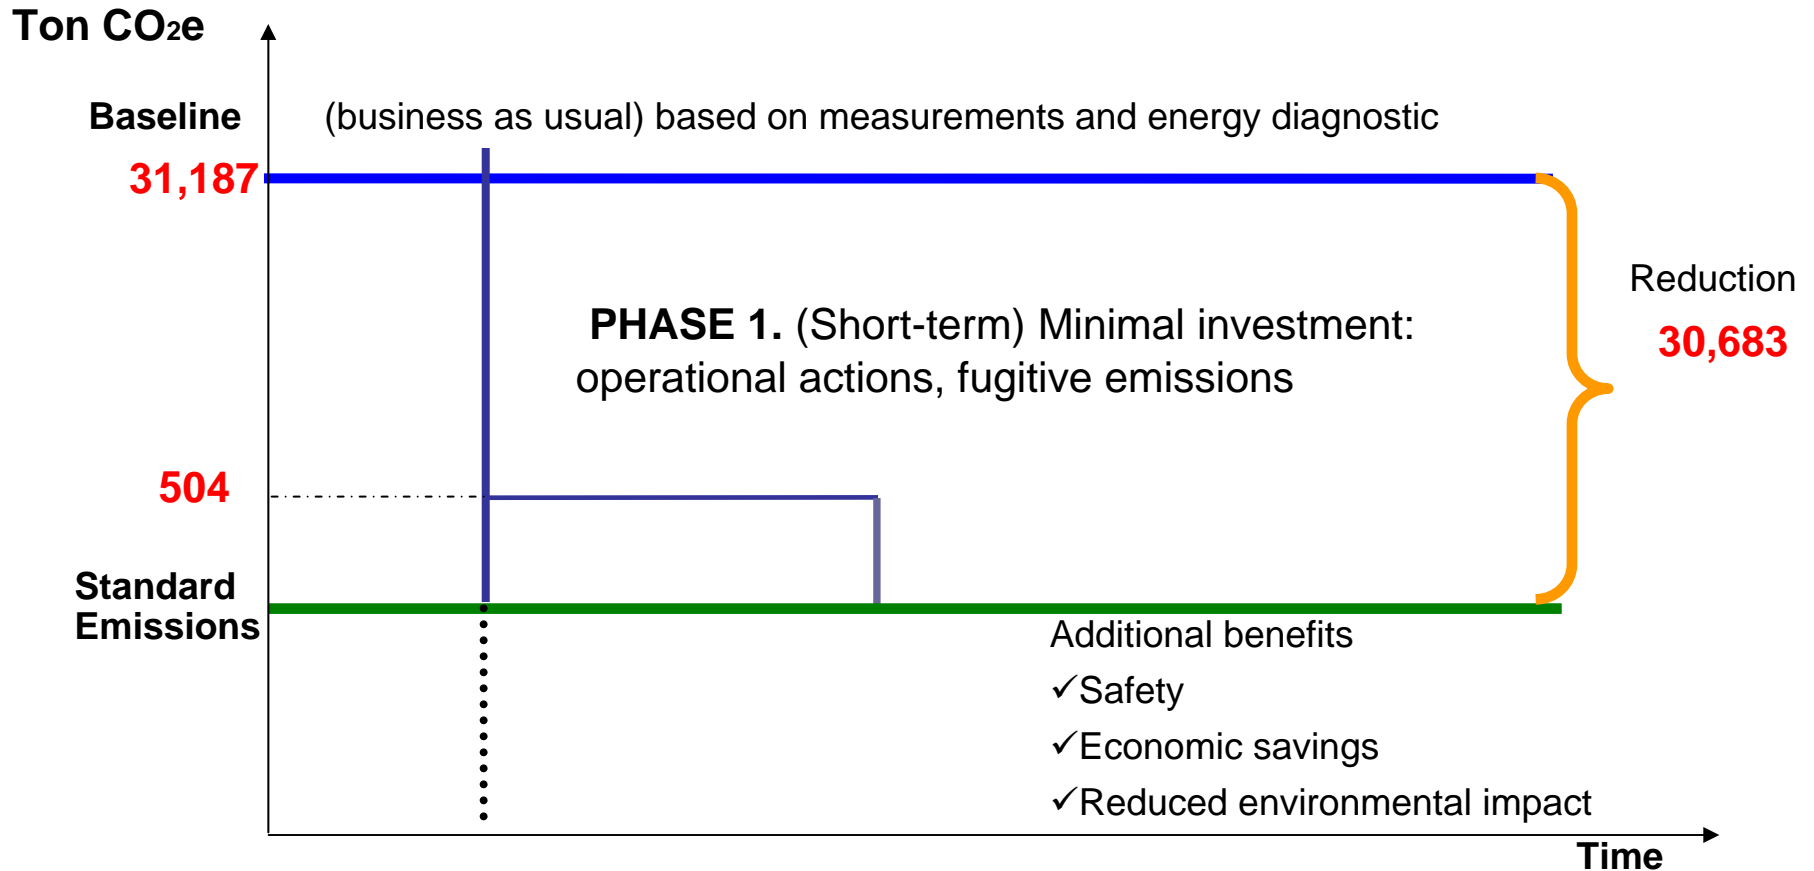 Ton CO2e
Baseline
(business as usual) based on measurements and energy diagnostic
31,187
Reduction
30,683
PHASE 1. (Short-term) Minimal investment:
operational actions, fugitive emissions
504
Standard
Emissions
Additional benefits
✓Safety
✓Economic savings
✓Reduced environmental impact
Time